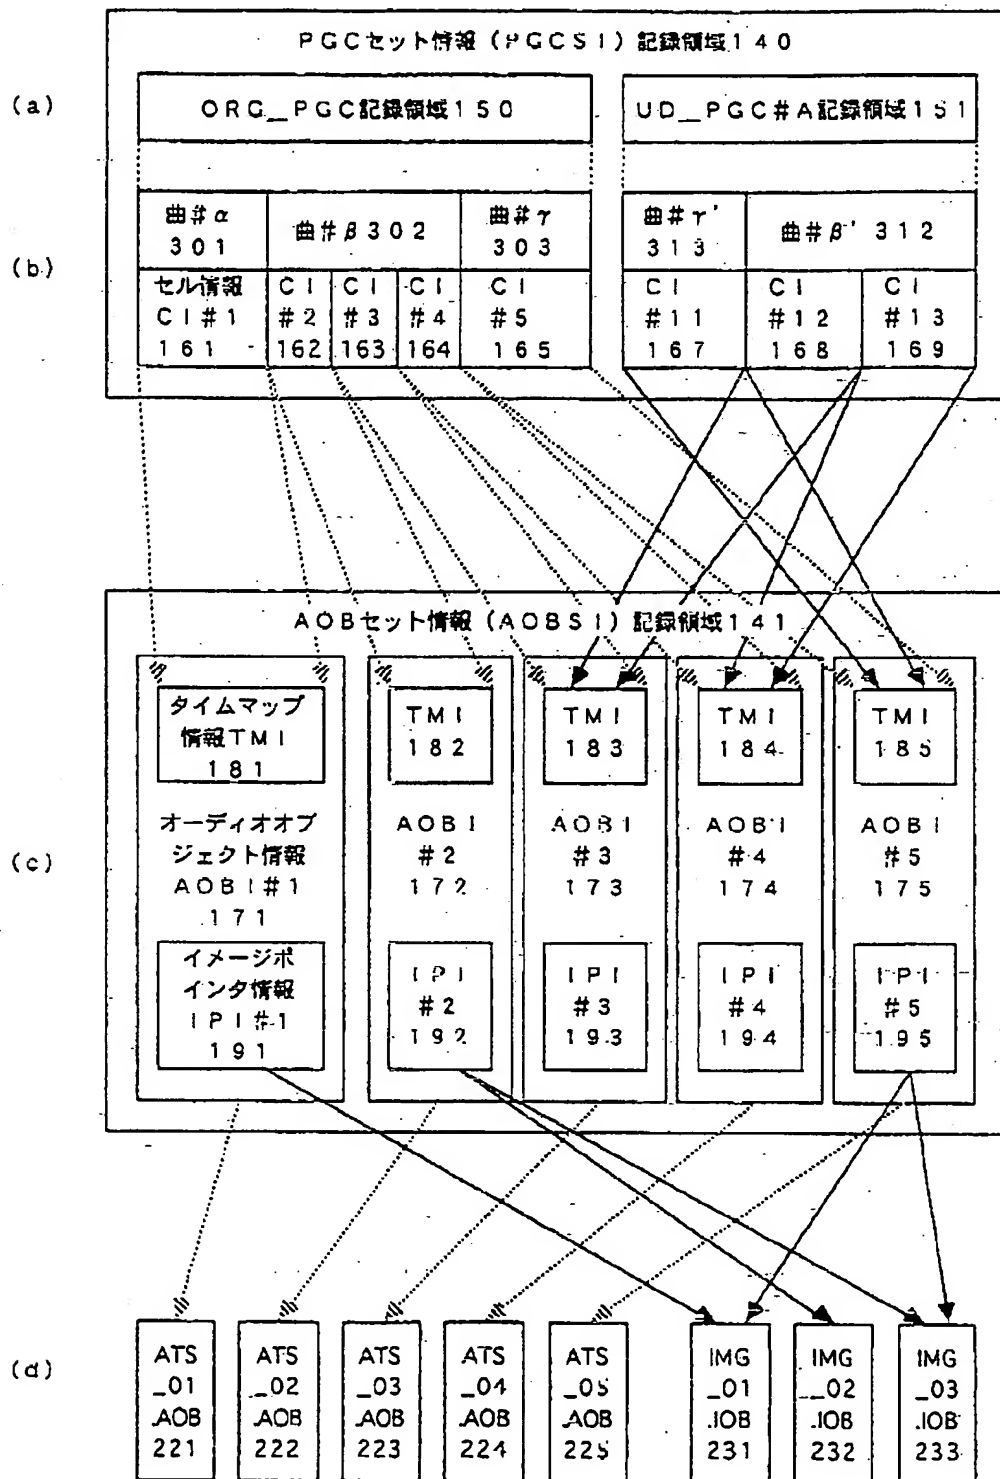 PGCセット情報（PGCSI）記録領域140
(a)
ORG_PGC記録領域150
UD_PGC#A記録領域151
(b)
曲#α
301
曲#β302
曲#γ
303
曲#γ'
313
曲#β' 312
セル情報
CI#1
161
CI
#2
162
CI
#3
163
CI
#4
164
CI
#5
165
CI
#11
167
CI
#12
168
CI
#13
169
AOBセット情報（AOBSI）記録領域141
(c)
タイムマップ
情報TMI
181
TMI
182
TMI
183
TMI
184
TMI
185
オーディオオブ
ジェクト情報
AOBI#1
171
AOBI
#2
172
AOBI
#3
173
AOBI
#4
174
AOBI
#5
175
イメージポ
インタ情報
IPI#1
191
IPI
#2
192
IPI
#3
193
IPI
#4
194
IPI
#5
195
(d)
ATS
_01
.AOB
221
ATS
_02
.AOB
222
ATS
_03
.AOB
223
ATS
_04
.AOB
224
ATS
_05
.AOB
225
IMG
_01
.IOB
231
IMG
_02
.IOB
232
IMG
_03
.IOB
233